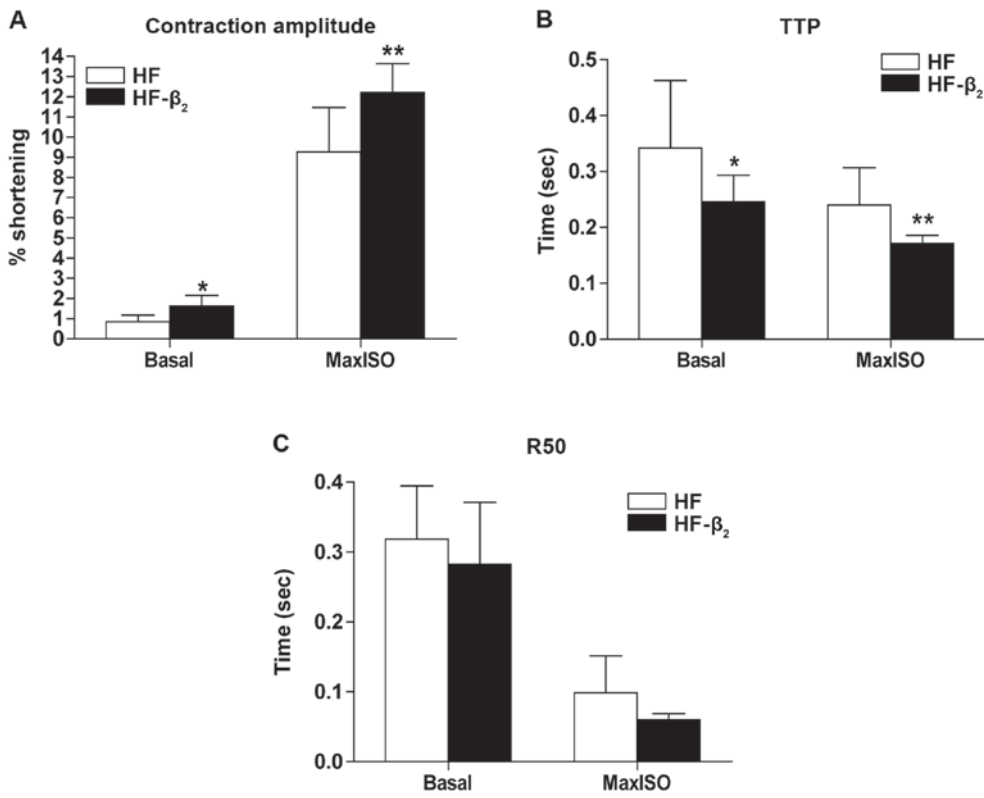 A
Contraction amplitude
% shortening
14
13
12
11
10
9
8
7
6
5
4
3
2
1
0
HF
HF-β₂
*
**
Basal
MaxISO
B
TTP
Time (sec)
0.5
0.4
0.3
0.2
0.1
0.0
HF
HF-β₂
*
**
Basal
MaxISO
C
R50
Time (sec)
0.4
0.3
0.2
0.1
0.0
HF
HF-β₂
Basal
MaxISO